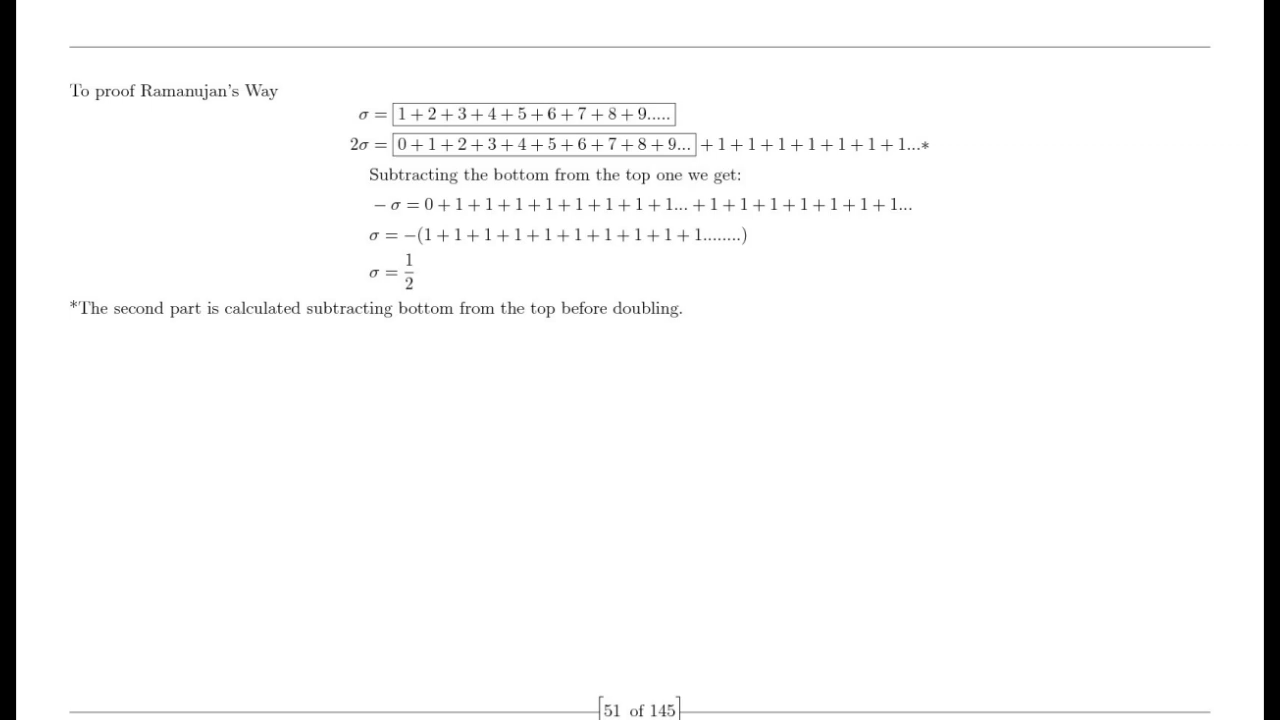 To proof Ramanujan's Way
σ = 1 + 2 + 3 + 4 + 5 + 6 + 7 + 8 + 9.....
2σ = 0 + 1 + 2 + 3 + 4 + 5 + 6 + 7 + 8 + 9... + 1 + 1 + 1 + 1 + 1 + 1 + 1...*
Subtracting the bottom from the top one we get:
− σ = 0 + 1 + 1 + 1 + 1 + 1 + 1 + 1 + 1... + 1 + 1 + 1 + 1 + 1 + 1 + 1...
σ = −(1 + 1 + 1 + 1 + 1 + 1 + 1 + 1 + 1 + 1........)
σ = 1/2
*The second part is calculated subtracting bottom from the top before doubling.
51 of 145